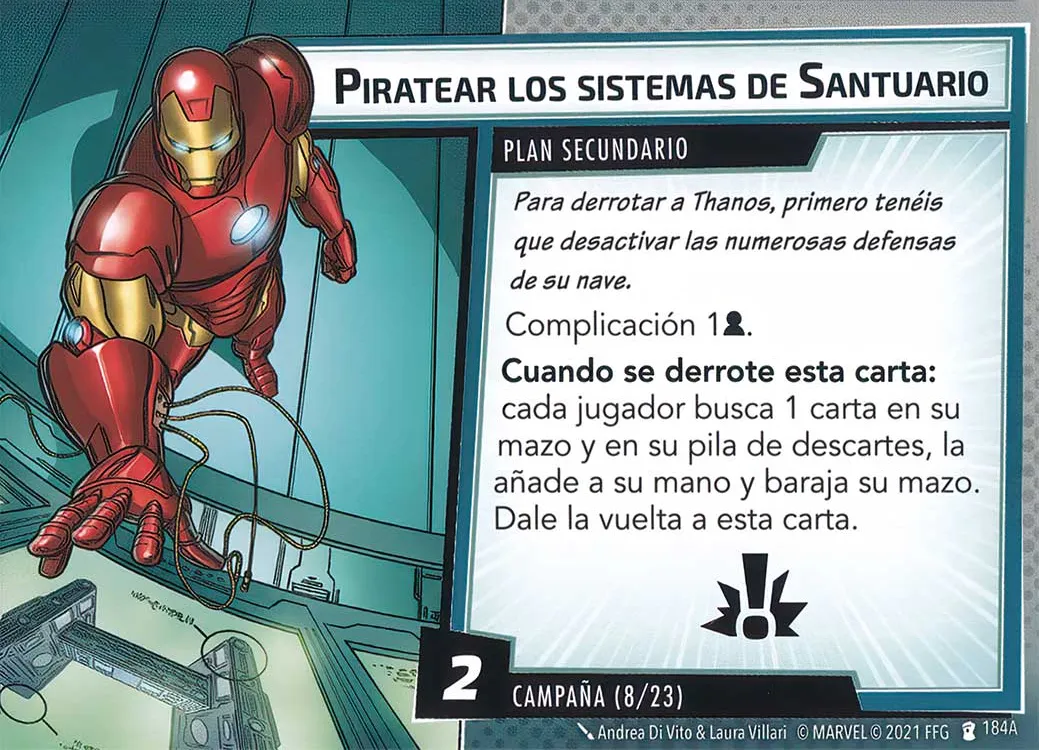 PIRATEAR LOS SISTEMAS DE SANTUARIO
PLAN SECUNDARIO
Para derrotar a Thanos, primero tenéis
que desactivar las numerosas defensas
de su nave.
Complicación 1.
Cuando se derrote esta carta:
cada jugador busca 1 carta en su
mazo y en su pila de descartes, la
añade a su mano y baraja su mazo.
Dale la vuelta a esta carta.
2
CAMPAÑA (8/23)
Andrea Di Vito & Laura Villari © MARVEL © 2021 FFG 184A